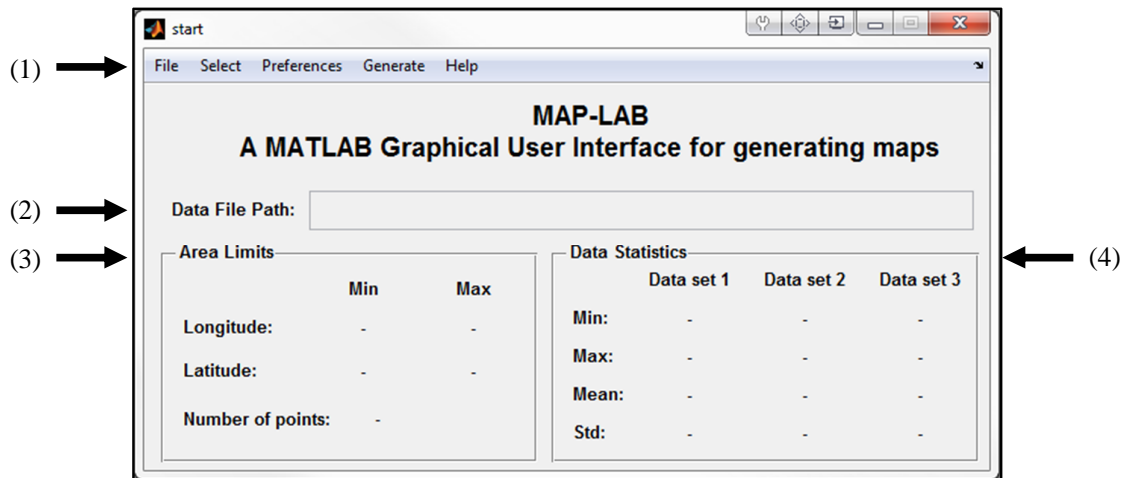 start
(1) File Select Preferences Generate Help
MAP-LAB
A MATLAB Graphical User Interface for generating maps
(2) Data File Path:
(3) Area Limits
Min Max
Longitude: - -
Latitude: - -
Number of points: -
Data Statistics (4)
Data set 1 Data set 2 Data set 3
Min: - - -
Max: - - -
Mean: - - -
Std: - - -